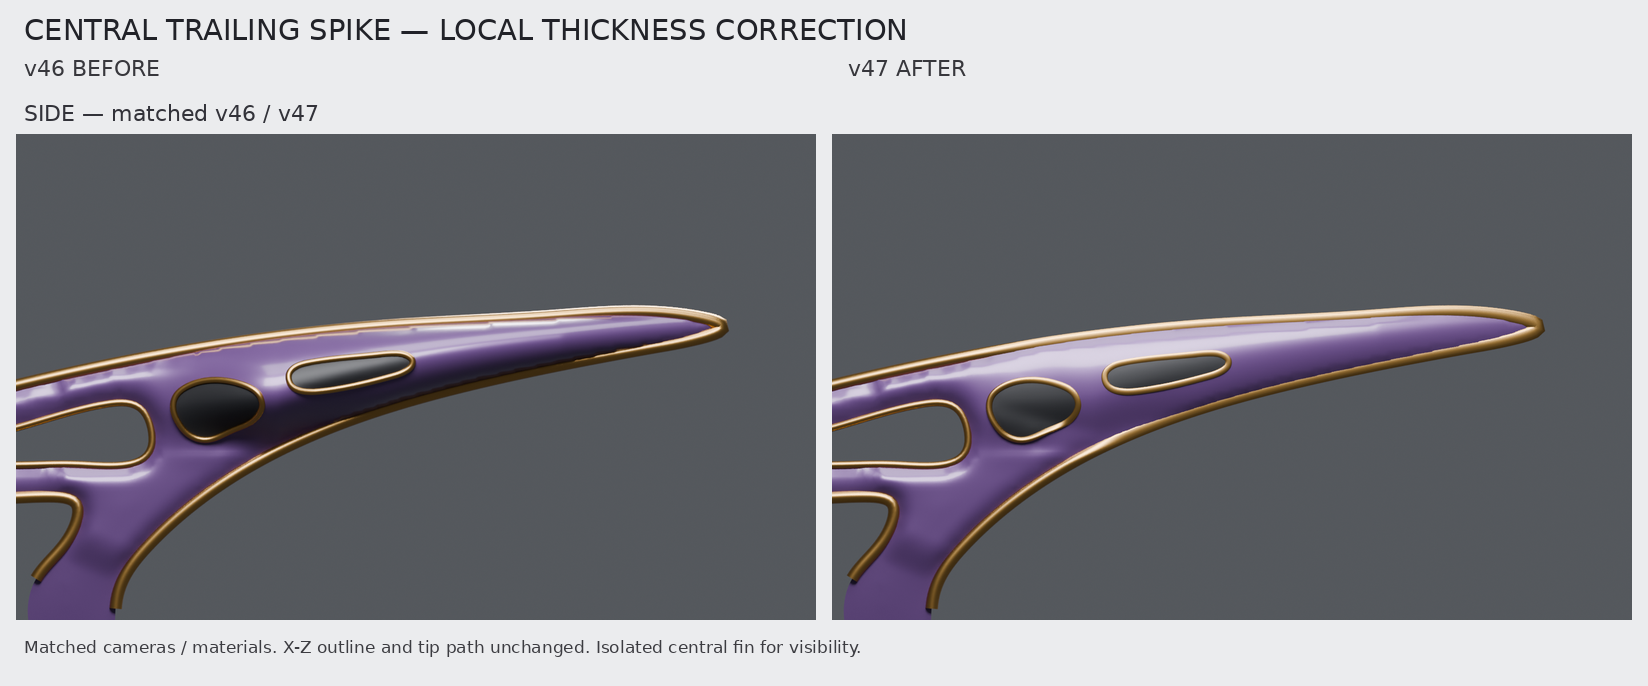 CENTRAL TRAILING SPIKE — LOCAL THICKNESS CORRECTION
v46 BEFORE
v47 AFTER
SIDE — matched v46 / v47
Matched cameras / materials. X-Z outline and tip path unchanged. Isolated central fin for visibility.